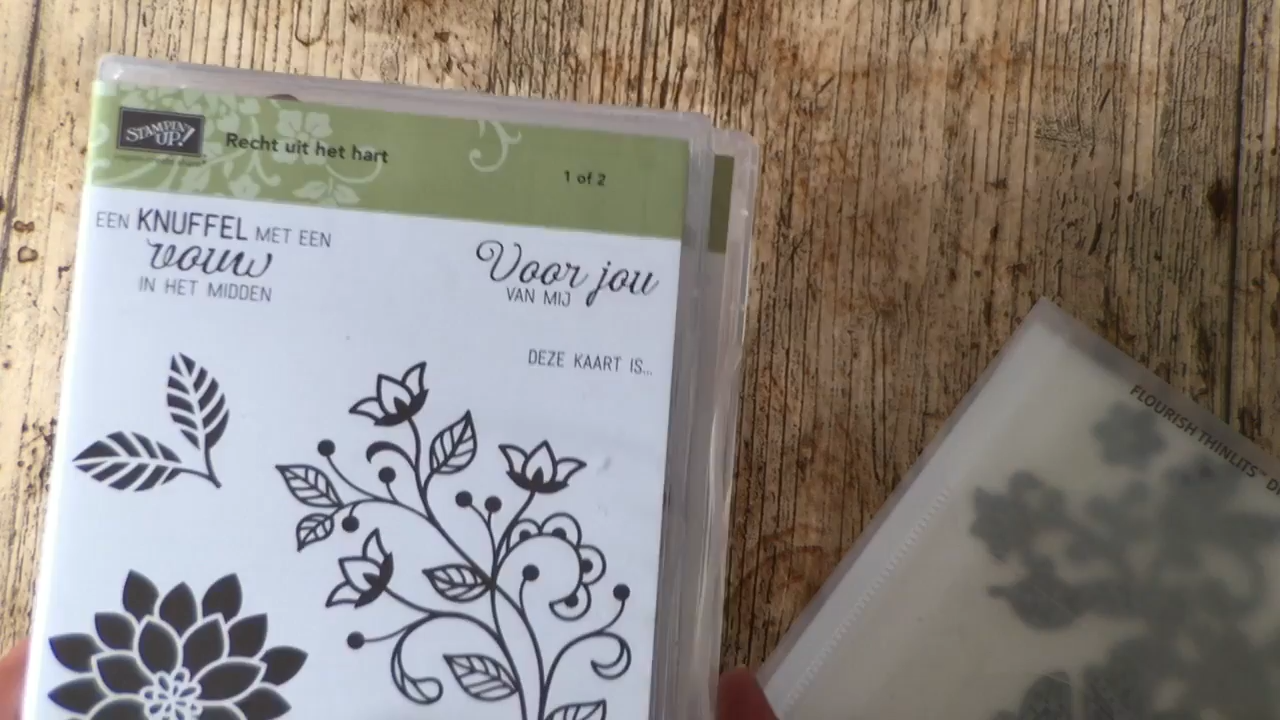 STAMPIN' UP!
Recht uit het hart
1 of 2
EEN KNUFFEL MET EEN
vouw
IN HET MIDDEN
Voor jou
VAN MIJ
DEZE KAART IS...
FLOURISH THINLITS™